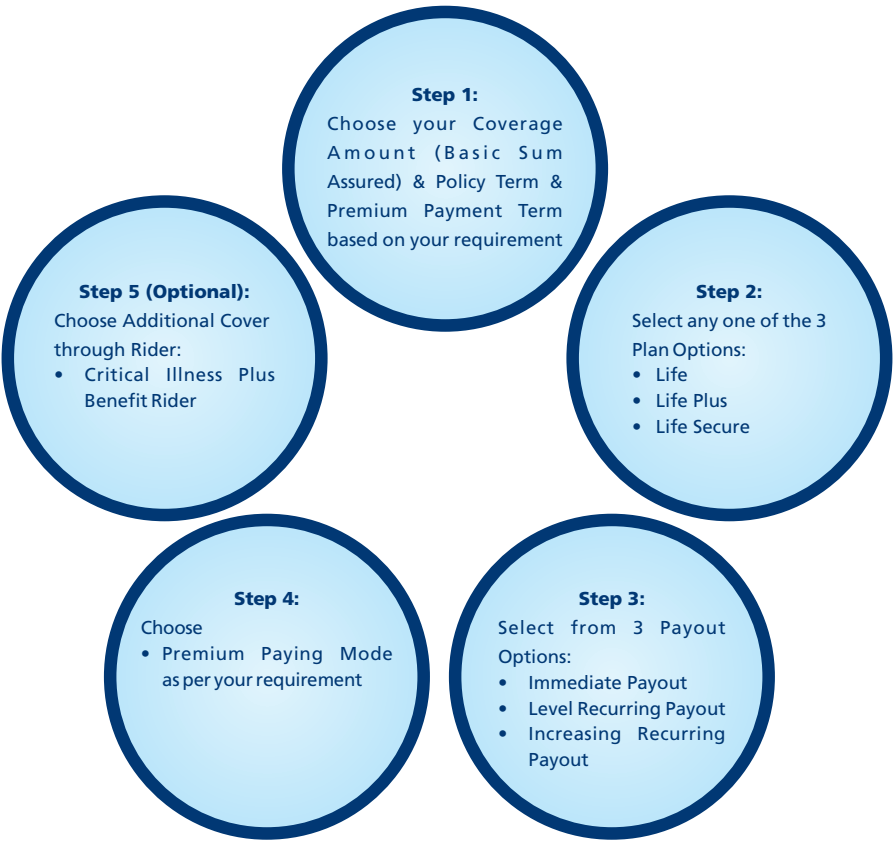 Step 1:
Choose your Coverage
Amount (Basic Sum
Assured) & Policy Term &
Premium Payment Term
based on your requirement
Step 2:
Select any one of the 3
Plan Options:
• Life
• Life Plus
• Life Secure
Step 3:
Select from 3 Payout
Options:
• Immediate Payout
• Level Recurring Payout
• Increasing Recurring
Payout
Step 4:
Choose
• Premium Paying Mode
as per your requirement
Step 5 (Optional):
Choose Additional Cover
through Rider:
• Critical Illness Plus
Benefit Rider